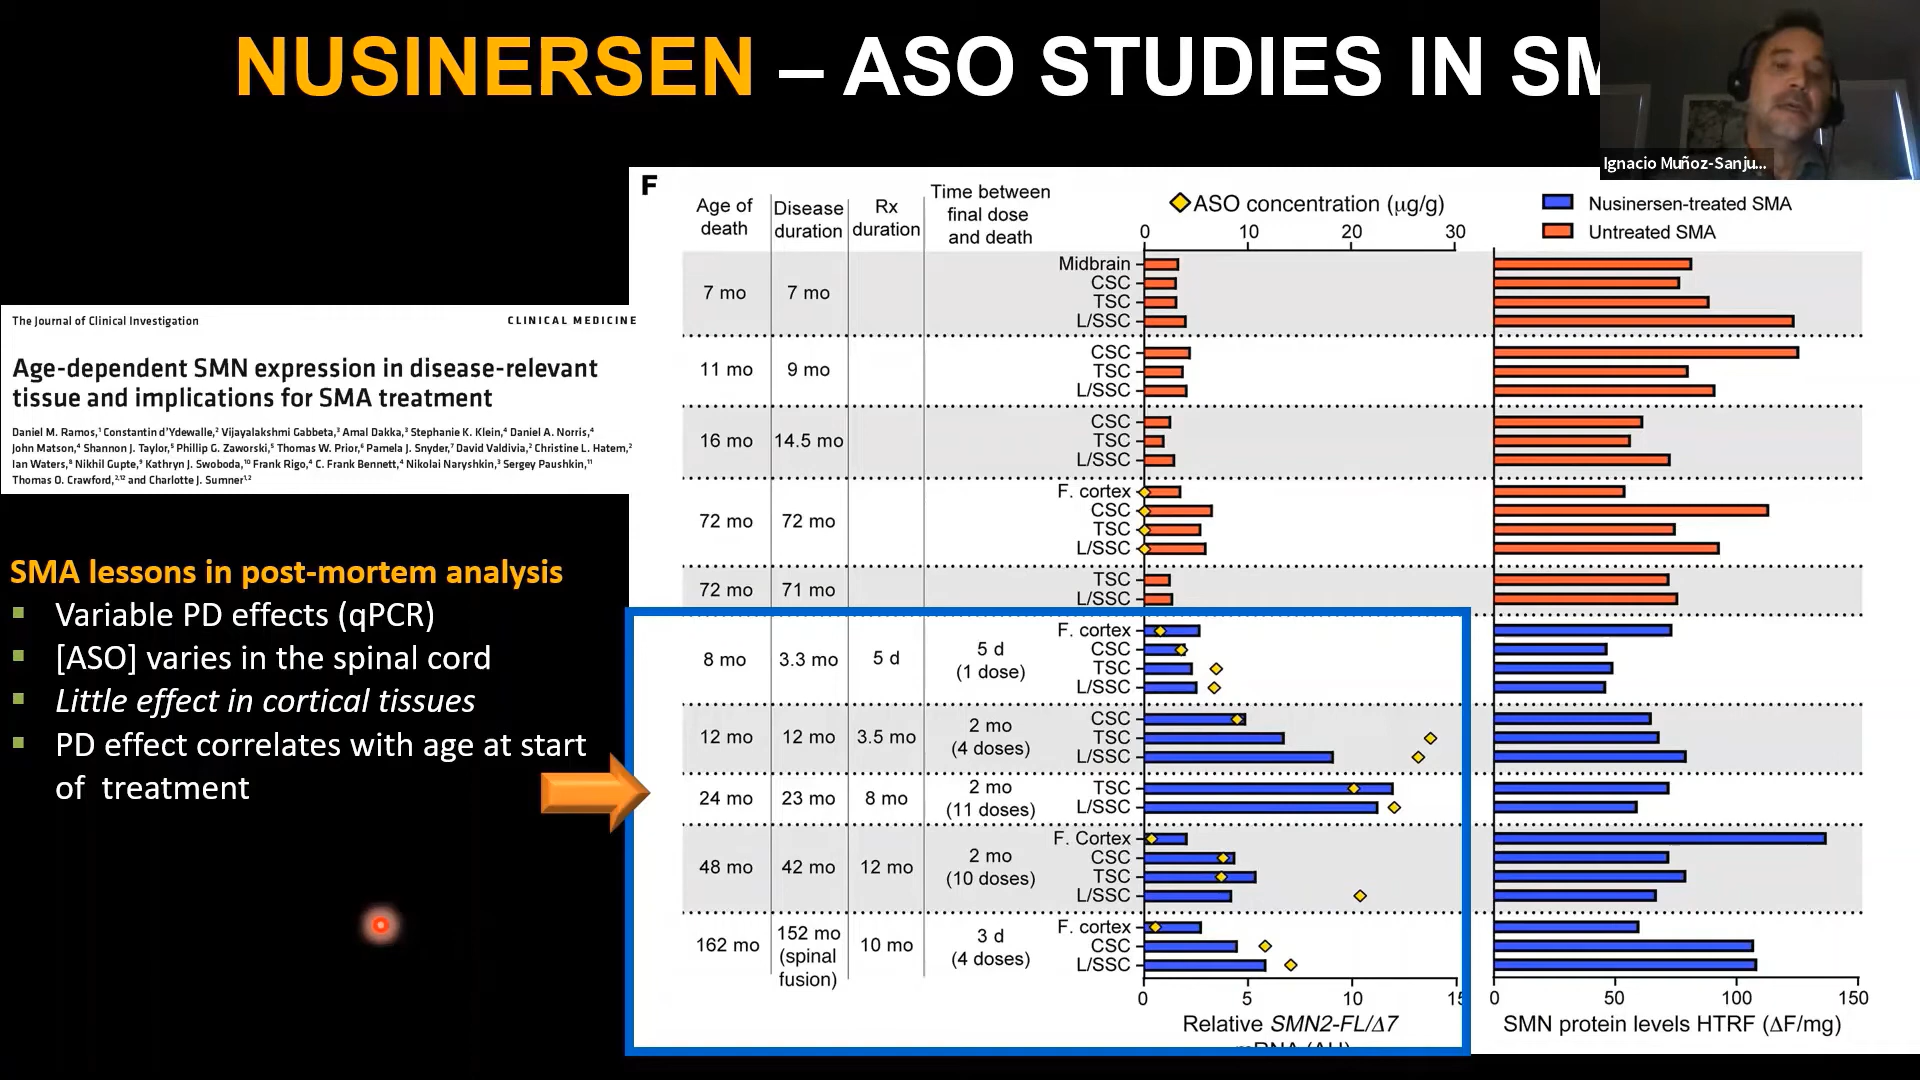 NUSINERSEN – ASO STUDIES IN SM
Ignacio Muñoz-Sanju...
The Journal of Clinical Investigation
CLINICAL MEDICINE
Age-dependent SMN expression in disease-relevant
tissue and implications for SMA treatment
Daniel M. Ramos,¹ Constantin d'Ydewalle,² Vijayalakshmi Gabbeta,³ Amal Dakka,³ Stephanie K. Klein,⁴ Daniel A. Norris,⁴
John Matson,⁴ Shannon J. Taylor,⁵ Phillip G. Zaworski,⁵ Thomas W. Prior,⁶ Pamela J. Snyder,⁷ David Valdivia,² Christine L. Hatem,²
Ian Waters,⁸ Nikhil Gupte,⁹ Kathryn J. Swoboda,¹⁰ Frank Rigo,⁴ C. Frank Bennett,⁴ Nikolai Naryshkin,³ Sergey Paushkin,¹¹
Thomas O. Crawford,²,¹² and Charlotte J. Sumner¹,²
SMA lessons in post-mortem analysis
Variable PD effects (qPCR)
[ASO] varies in the spinal cord
Little effect in cortical tissues
PD effect correlates with age at start
of treatment
F
Age of
death
Disease
duration
Rx
duration
Time between
final dose
and death
ASO concentration (μg/g)
0 10 20 30
Nusinersen-treated SMA
Untreated SMA
7 mo 7 mo
Midbrain
CSC
TSC
L/SSC
11 mo 9 mo
CSC
TSC
L/SSC
16 mo 14.5 mo
CSC
TSC
L/SSC
72 mo 72 mo
F. cortex
CSC
TSC
L/SSC
72 mo 71 mo
TSC
L/SSC
8 mo 3.3 mo 5 d
5 d
(1 dose)
F. cortex
CSC
TSC
L/SSC
12 mo 12 mo 3.5 mo
2 mo
(4 doses)
CSC
TSC
L/SSC
24 mo 23 mo 8 mo
2 mo
(11 doses)
TSC
L/SSC
48 mo 42 mo 12 mo
2 mo
(10 doses)
F. Cortex
CSC
TSC
L/SSC
162 mo
152 mo
(spinal
fusion)
10 mo
3 d
(4 doses)
F. cortex
CSC
L/SSC
0 5 10 15
Relative SMN2-FL/Δ7
mRNA (AU)
0 50 100 150
SMN protein levels HTRF (ΔF/mg)